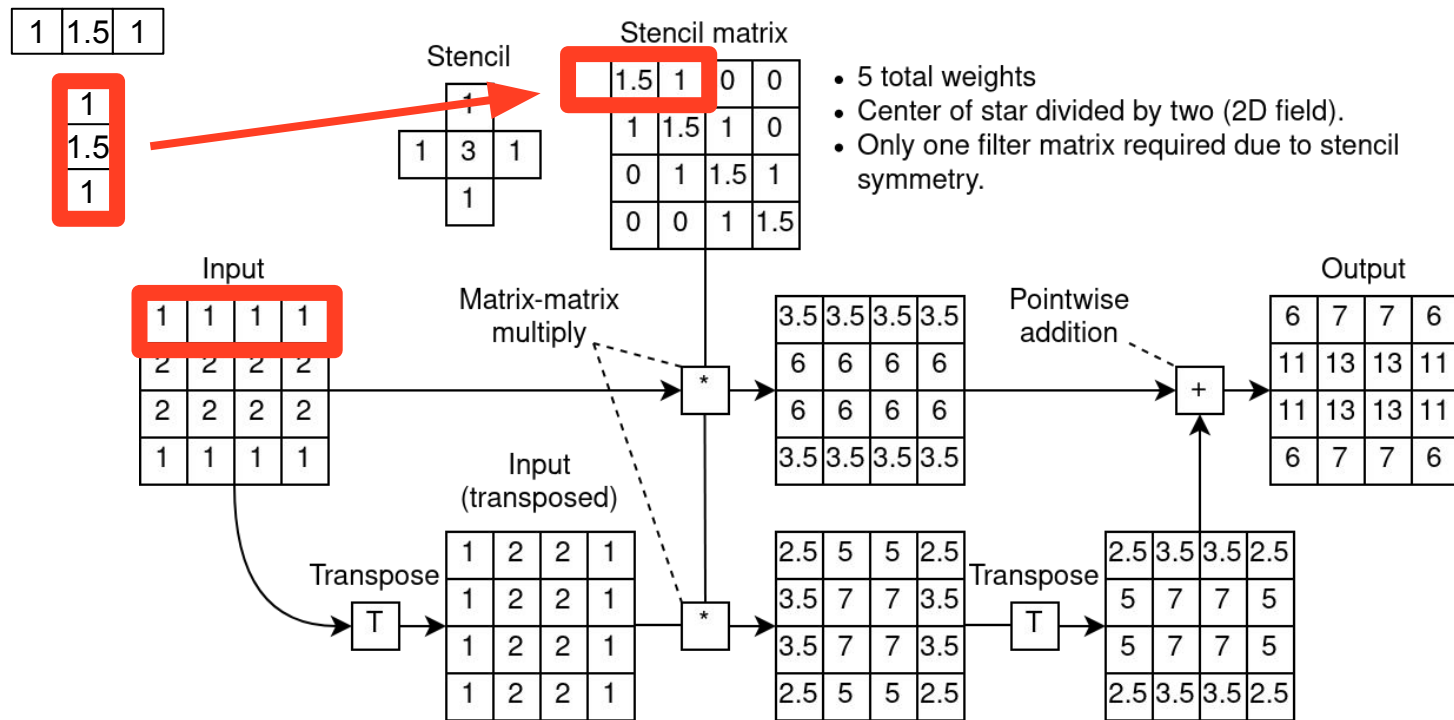 1 1.5 1
1
1.5
1
Stencil
1
1 3 1
1
Stencil matrix
1.5 1 0 0
1 1.5 1 0
0 1 1.5 1
0 0 1 1.5
• 5 total weights
• Center of star divided by two (2D field).
• Only one filter matrix required due to stencil
symmetry.
Input
1 1 1 1
2 2 2 2
2 2 2 2
1 1 1 1
Matrix-matrix
multiply
*
3.5 3.5 3.5 3.5
6 6 6 6
6 6 6 6
3.5 3.5 3.5 3.5
Pointwise
addition
+
Output
6 7 7 6
11 13 13 11
11 13 13 11
6 7 7 6
Transpose
T
Input
(transposed)
1 2 2 1
1 2 2 1
1 2 2 1
1 2 2 1
*
2.5 5 5 2.5
3.5 7 7 3.5
3.5 7 7 3.5
2.5 5 5 2.5
Transpose
T
2.5 3.5 3.5 2.5
5 7 7 5
5 7 7 5
2.5 3.5 3.5 2.5